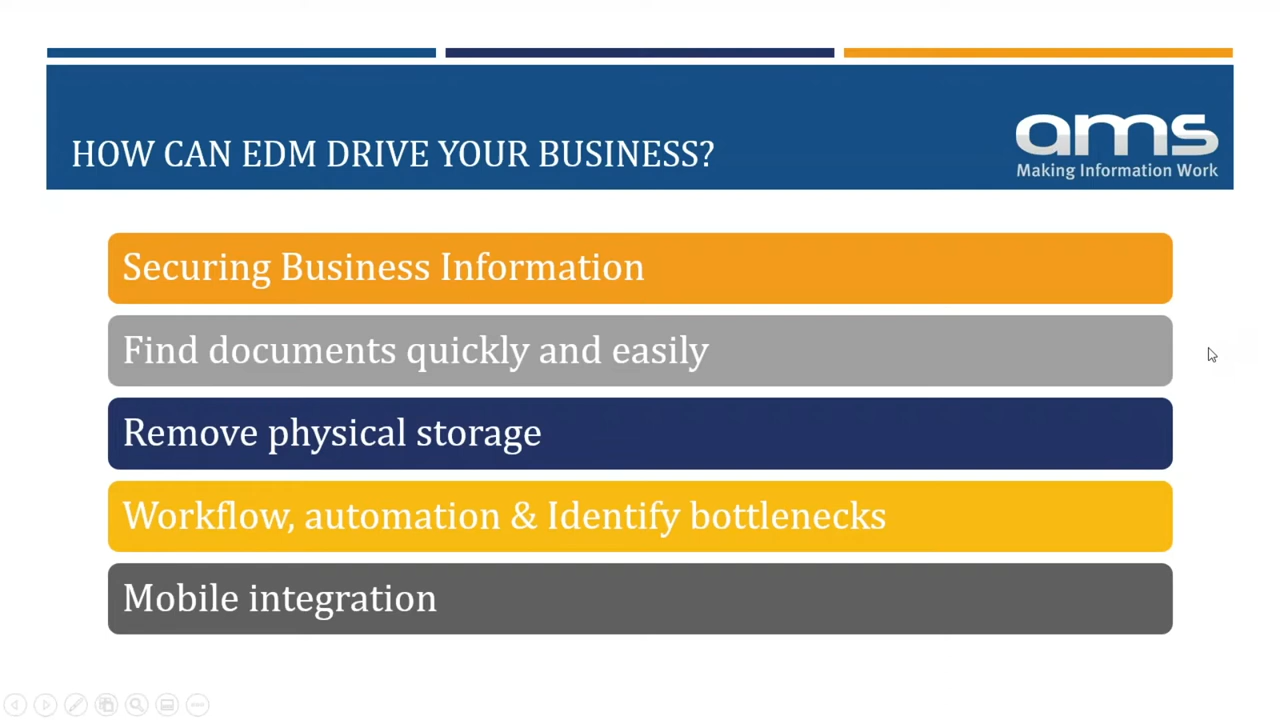 HOW CAN EDM DRIVE YOUR BUSINESS?
ams
Making Information Work
Securing Business Information
Find documents quickly and easily
Remove physical storage
Workflow, automation & Identify bottlenecks
Mobile integration